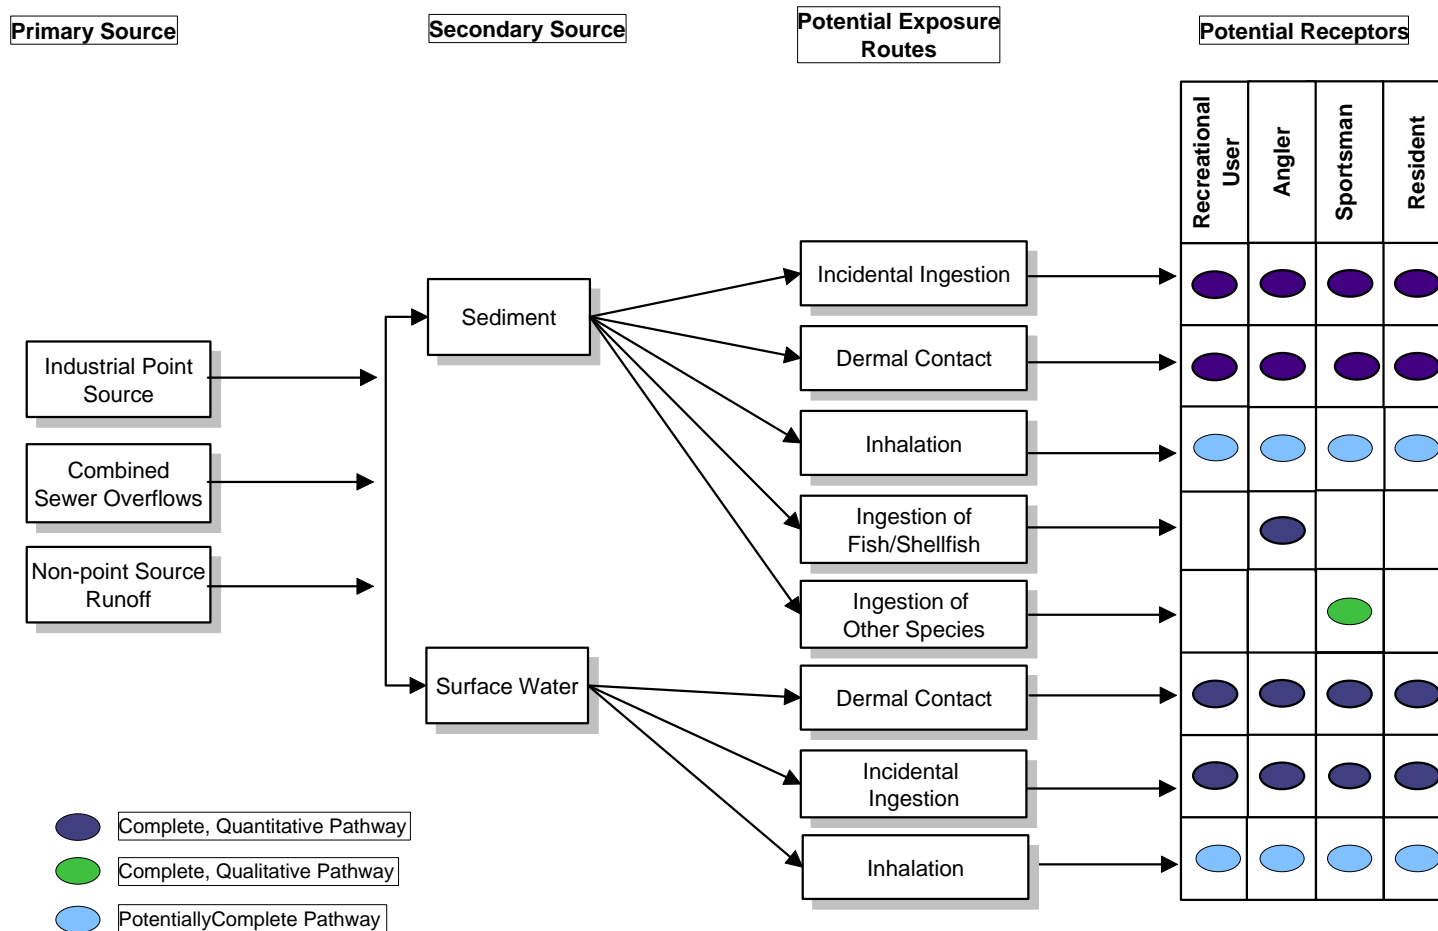 Primary Source
Secondary Source
Potential Exposure
Routes
Potential Receptors
Recreational
User
Angler
Sportsman
Resident
Industrial Point
Source
Combined
Sewer Overflows
Non-point Source
Runoff
Sediment
Surface Water
Incidental Ingestion
Dermal Contact
Inhalation
Ingestion of
Fish/Shellfish
Ingestion of
Other Species
Dermal Contact
Incidental
Ingestion
Inhalation
Complete, Quantitative Pathway
Complete, Qualitative Pathway
PotentiallyComplete Pathway